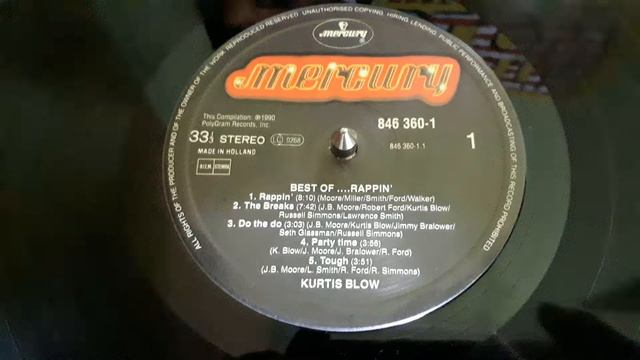 ALL RIGHTS OF THE PRODUCER AND OF THE OWNER OF THE WORK REPRODUCED RESERVED. UNAUTHORISED COPYING, HIRING, LENDING, PUBLIC PERFORMANCE AND BROADCASTING OF THIS RECORD PROHIBITED
mercury
mercury
This Compilation: ℗1990
PolyGram Records, Inc.
846 360-1
33⅓ STEREO LC 0268
846 360-1.1
1
MADE IN HOLLAND
STEMRA
BEST OF ....RAPPIN'
1. Rappin' (8:10) (Moore/Miller/Smith/Ford/Walker)
2. The Breaks (7:42) (J.B. Moore/Robert Ford/Kurtis Blow/
Russell Simmons/Lawrence Smith)
3. Do the do (3:03) (J.B. Moore/Kurtis Blow/Jimmy Bralower/
Seth Glassman/Russell Simmons)
4. Party time (3:56)
(K. Blow/J. Moore/J. Bralower/R. Ford)
5. Tough (3:51)
(J.B. Moore/L. Smith/R. Ford/R. Simmons)
KURTIS BLOW